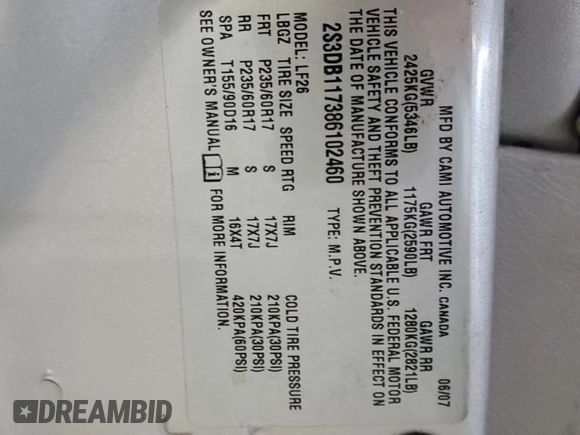 MFD BY CAMI AUTOMOTIVE INC. CANADA 06/07
GVWR GAWR FRT GAWR RR
2425KG(5346LB) 1175KG(2590LB) 1280KG(2821LB)
THIS VEHICLE CONFORMS TO ALL APPLICABLE U.S. FEDERAL MOTOR
VEHICLE SAFETY AND THEFT PREVENTION STANDARDS IN EFFECT ON
THE DATE OF MANUFACTURE SHOWN ABOVE.
2S3DB117386102460 TYPE: M.P.V.
MODEL: LF26
LBGZ TIRE SIZE SPEED RTG RIM COLD TIRE PRESSURE
FRT P235/60R17 S 17X7J 210KPA(30PSI)
RR P235/60R17 S 17X7J 210KPA(30PSI)
SPA T155/90D16 M 16X4T 420KPA(60PSI)
SEE OWNER'S MANUAL i FOR MORE INFORMATION.
DREAMBID